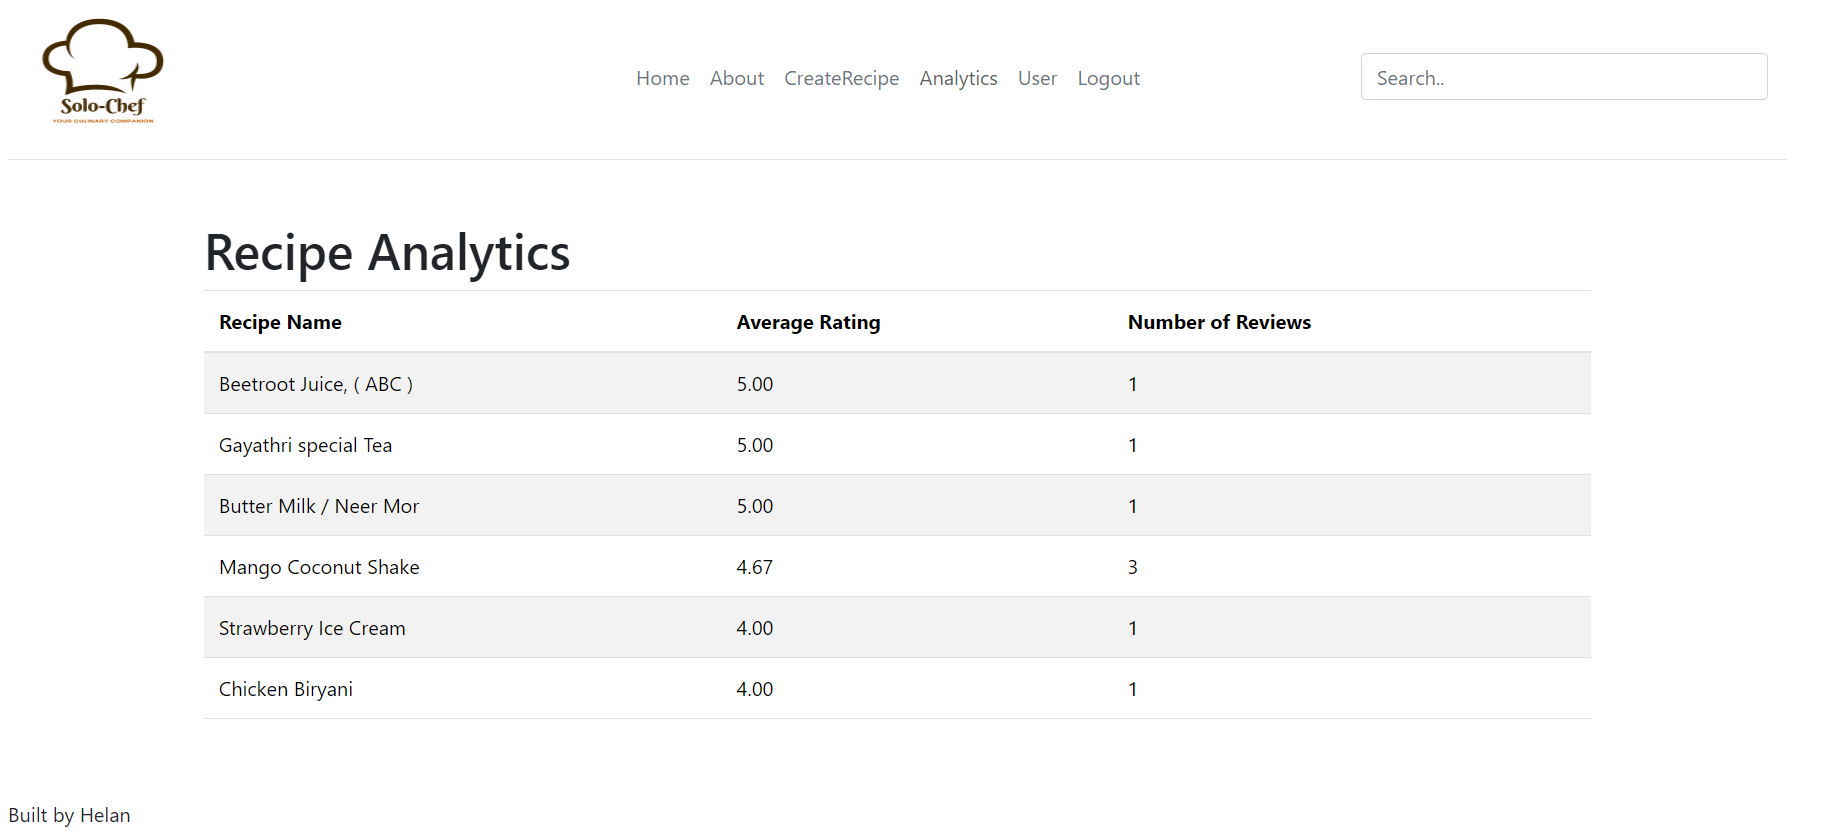 Solo-Chef
YOUR CULINARY COMPANION
Home About CreateRecipe Analytics User Logout
Search..
Recipe Analytics
Recipe Name Average Rating Number of Reviews
Beetroot Juice, ( ABC ) 5.00 1
Gayathri special Tea 5.00 1
Butter Milk / Neer Mor 5.00 1
Mango Coconut Shake 4.67 3
Strawberry Ice Cream 4.00 1
Chicken Biryani 4.00 1
Built by Helan